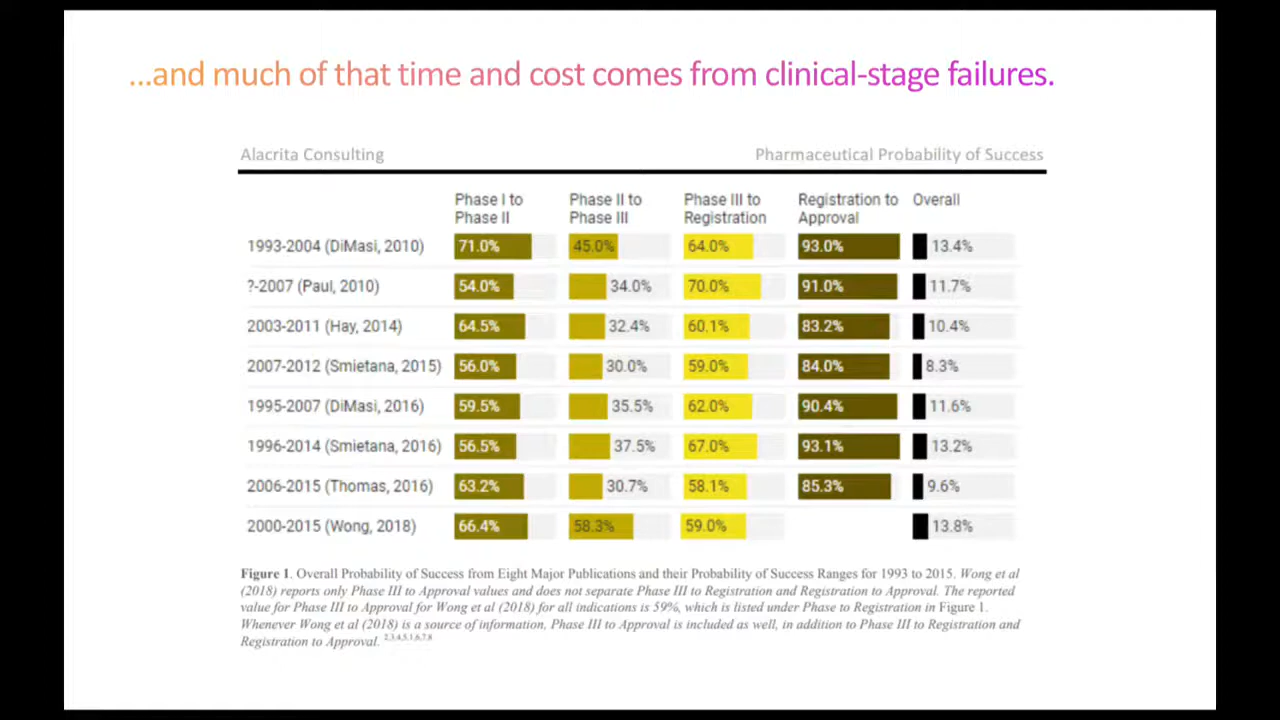 ...and much of that time and cost comes from clinical-stage failures.
Alacrita Consulting Pharmaceutical Probability of Success
Phase I to Phase II to Phase III to Registration to Overall
Phase II Phase III Registration Approval
1993-2004 (DiMasi, 2010) 71.0% 45.0% 64.0% 93.0% 13.4%
?-2007 (Paul, 2010) 54.0% 34.0% 70.0% 91.0% 11.7%
2003-2011 (Hay, 2014) 64.5% 32.4% 60.1% 83.2% 10.4%
2007-2012 (Smietana, 2015) 56.0% 30.0% 59.0% 84.0% 8.3%
1995-2007 (DiMasi, 2016) 59.5% 35.5% 62.0% 90.4% 11.6%
1996-2014 (Smietana, 2016) 56.5% 37.5% 67.0% 93.1% 13.2%
2006-2015 (Thomas, 2016) 63.2% 30.7% 58.1% 85.3% 9.6%
2000-2015 (Wong, 2018) 66.4% 58.3% 59.0% 13.8%
Figure 1. Overall Probability of Success from Eight Major Publications and their Probability of Success Ranges for 1993 to 2015. Wong et al
(2018) reports only Phase III to Approval values and does not separate Phase III to Registration and Registration to Approval. The reported
value for Phase III to Approval for Wong et al (2018) for all indications is 59%, which is listed under Phase to Registration in Figure 1.
Whenever Wong et al (2018) is a source of information, Phase III to Approval is included as well, in addition to Phase III to Registration and
Registration to Approval.